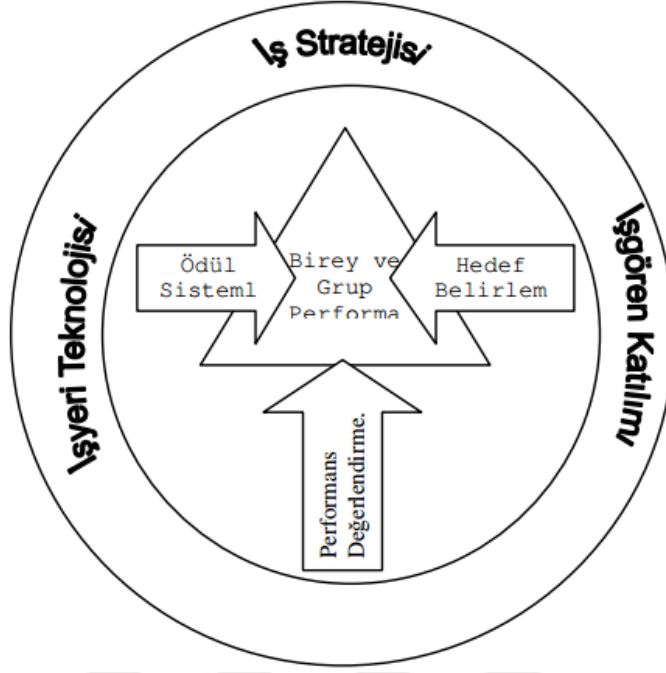 İş Stratejisi
İşyeri Teknolojisi
İşgören Katılımı
Ödül
Sisteml
Birey ve
Grup
Performa
Hedef
Belirlem
Performans
Değerlendirme.